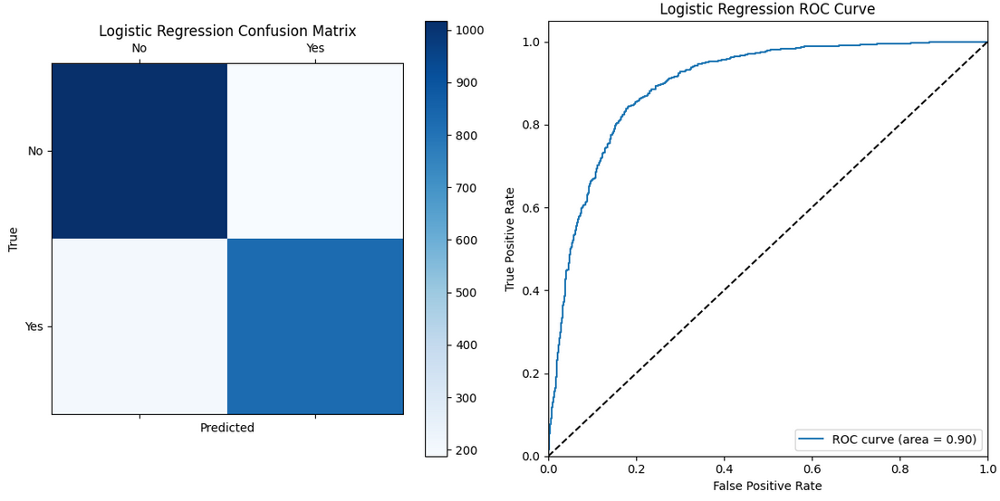 Logistic Regression Confusion Matrix
No Yes
True
No
Yes
Predicted
1000
900
800
700
600
500
400
300
200
Logistic Regression ROC Curve
True Positive Rate
1.0
0.8
0.6
0.4
0.2
0.0
0.0 0.2 0.4 0.6 0.8 1.0
False Positive Rate
ROC curve (area = 0.90)